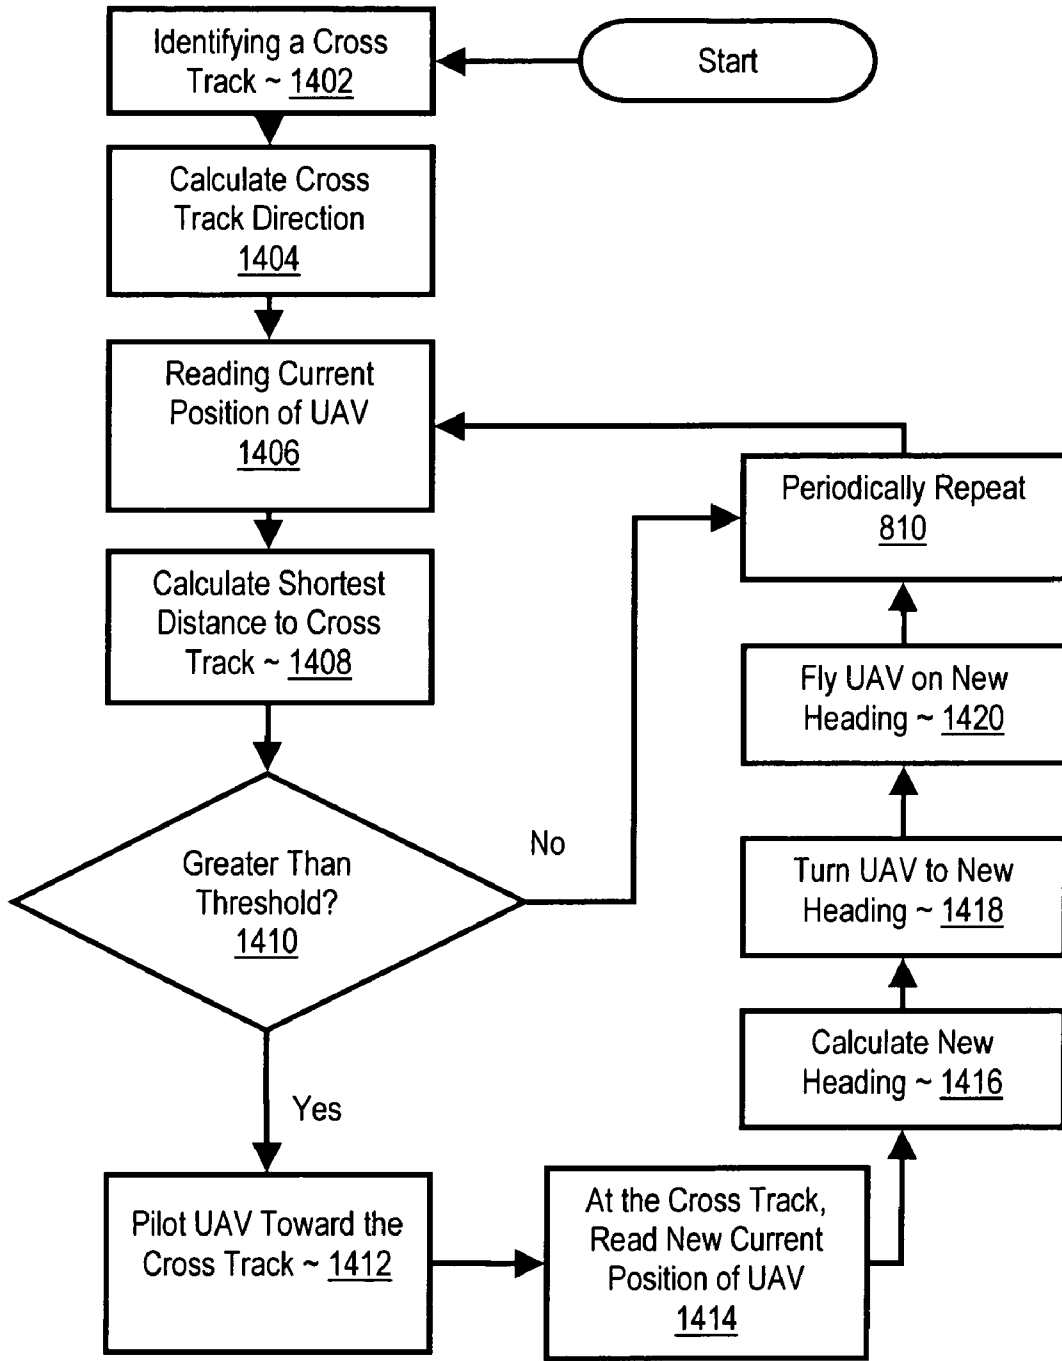 Start
Identifying a Cross
Track ~ 1402
Calculate Cross
Track Direction
1404
Reading Current
Position of UAV
1406
Calculate Shortest
Distance to Cross
Track ~ 1408
Greater Than
Threshold?
1410
No
Yes
Pilot UAV Toward the
Cross Track ~ 1412
At the Cross Track,
Read New Current
Position of UAV
1414
Calculate New
Heading ~ 1416
Turn UAV to New
Heading ~ 1418
Fly UAV on New
Heading ~ 1420
Periodically Repeat
810